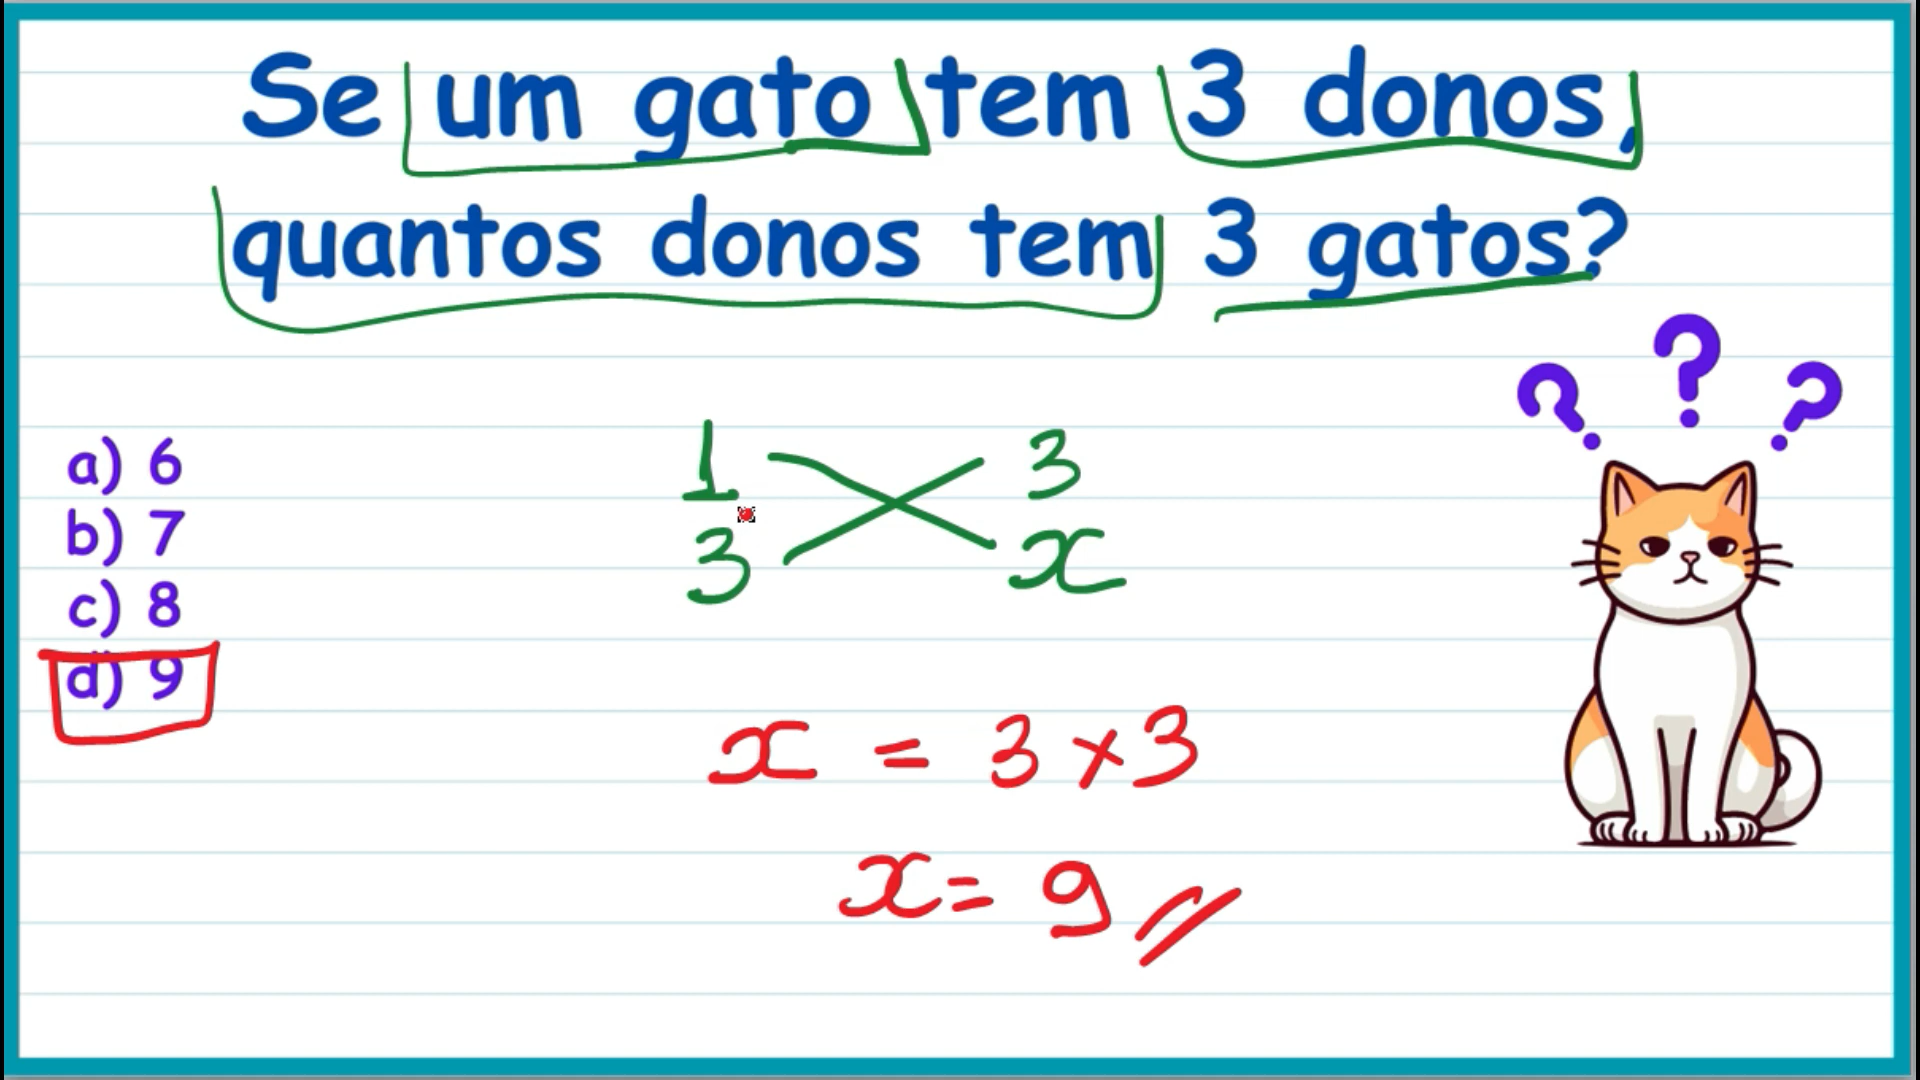 Se um gato tem 3 donos,
quantos donos tem 3 gatos?
? ? ?
a) 6
b) 7
c) 8
d) 9
1 3
3 x
x = 3 x 3
x = 9